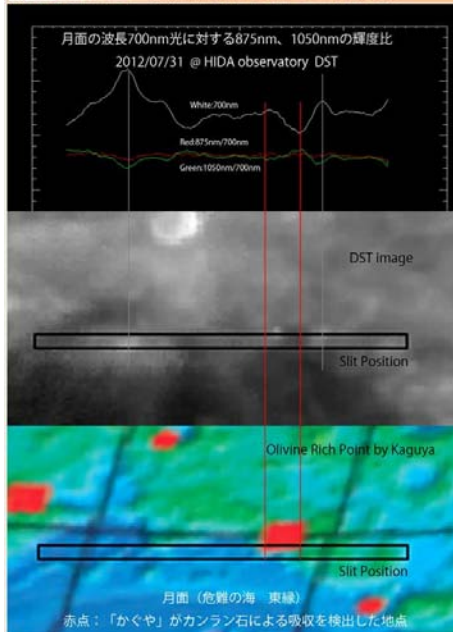 月面の波長700nm光に対する875nm、1050nmの輝度比
2012/07/31 @ HIDA observatory DST
White:700nm
Red:875nm/700nm
Green:1050nm/700nm
DST image
Slit Position
Olivine Rich Point by Kaguya
Slit Position
月面（危難の海　東縁）
赤点：「かぐや」がカンラン石による吸収を検出した地点